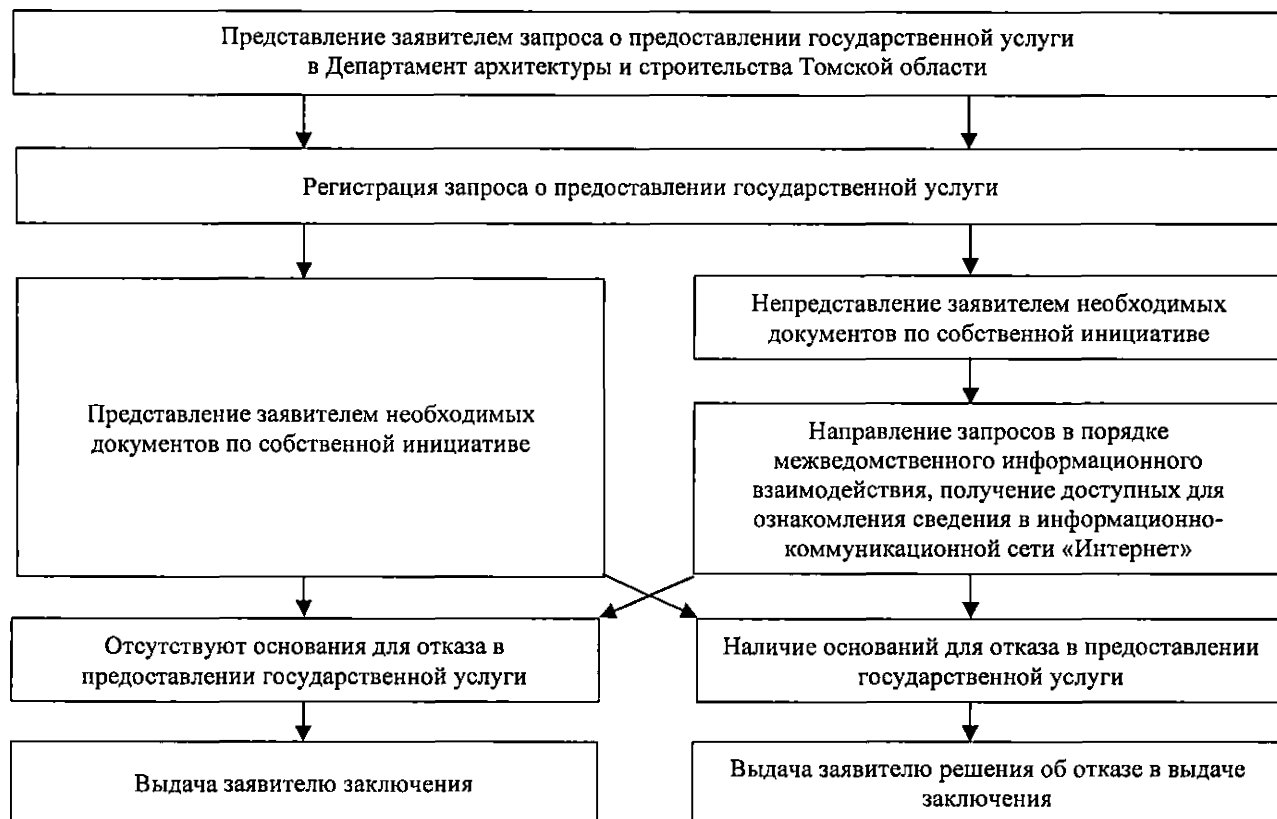 Представление заявителем запроса о предоставлении государственной услуги
в Департамент архитектуры и строительства Томской области
Регистрация запроса о предоставлении государственной услуги
Непредставление заявителем необходимых
документов по собственной инициативе
Представление заявителем необходимых
документов по собственной инициативе
Направление запросов в порядке
межведомственного информационного
взаимодействия, получение доступных для
ознакомления сведения в информационно-
коммуникационной сети «Интернет»
Отсутствуют основания для отказа в
предоставлении государственной услуги
Наличие оснований для отказа в предоставлении
государственной услуги
Выдача заявителю заключения
Выдача заявителю решения об отказе в выдаче
заключения